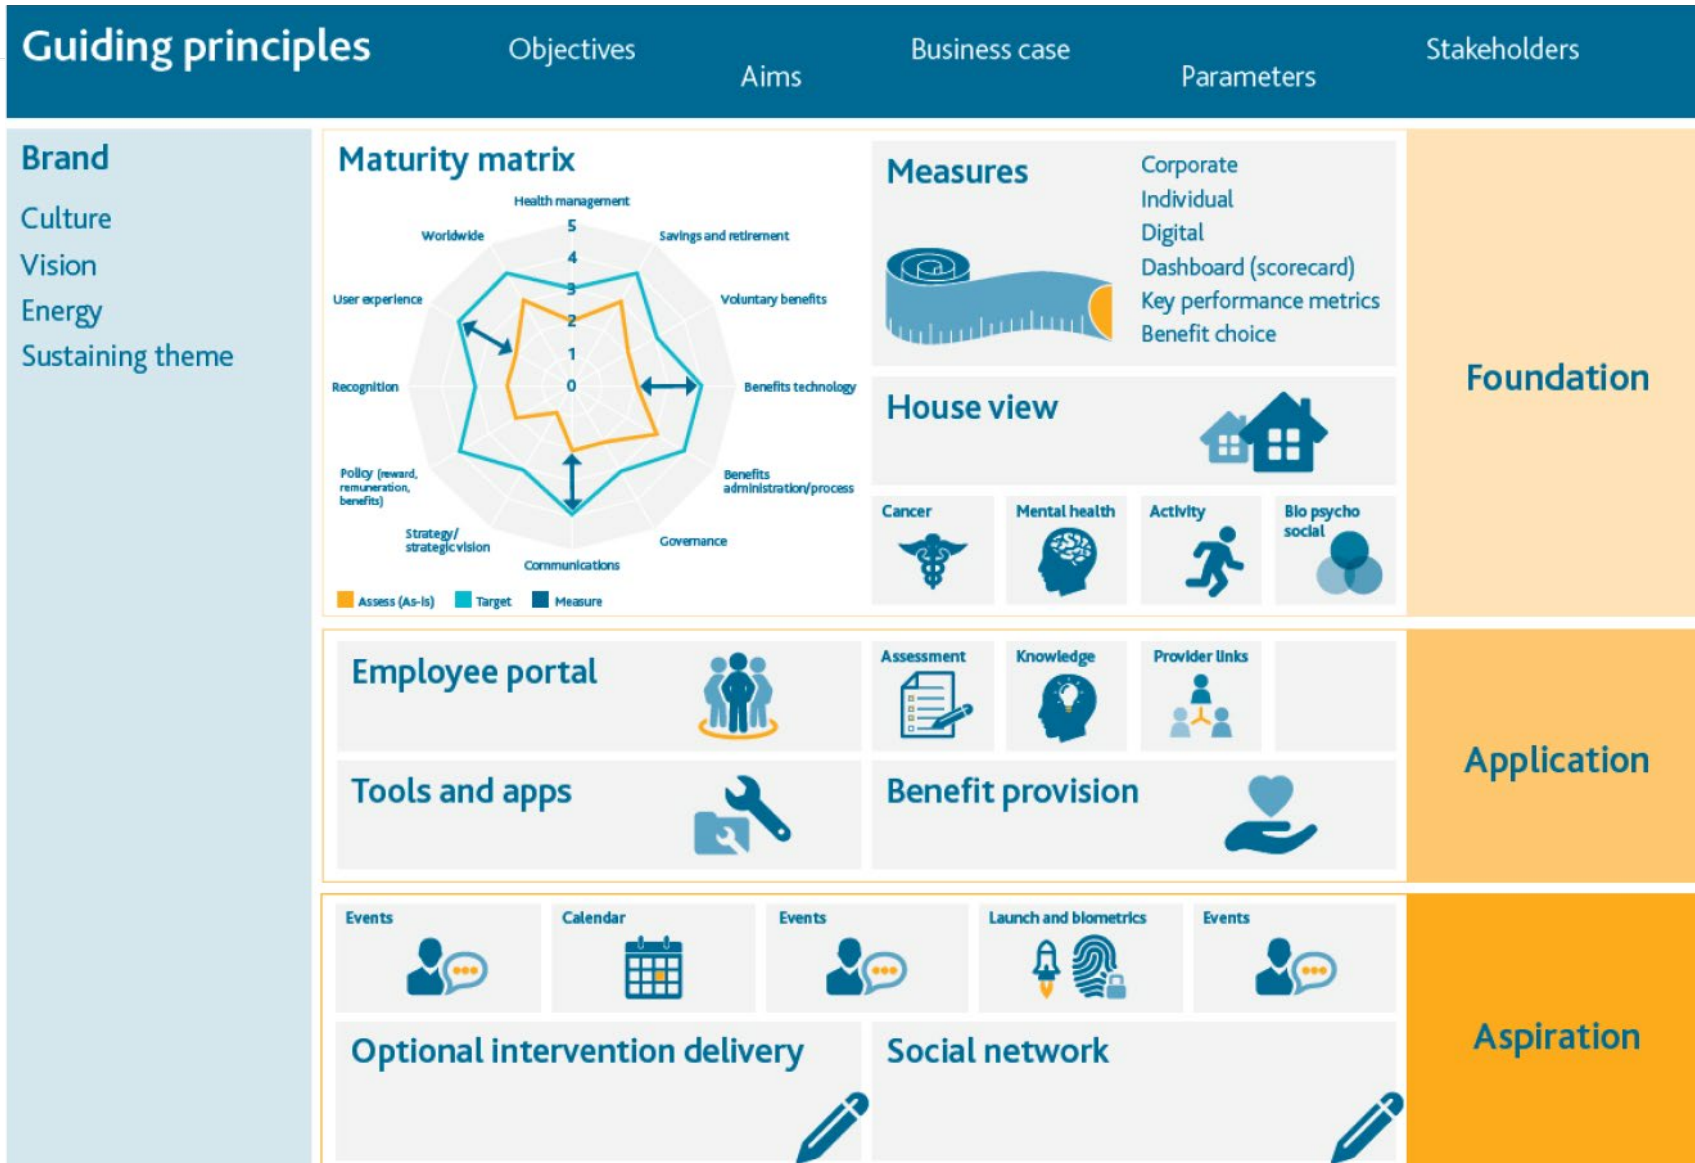 Guiding principles
Objectives
Aims
Business case
Parameters
Stakeholders
Brand
Culture
Vision
Energy
Sustaining theme
Maturity matrix
Health management
Savings and retirement
Voluntary benefits
Benefits technology
Benefits
administration/process
Governance
Communications
Strategy/
strategic vision
Policy (reward,
remuneration,
benefits)
Recognition
User experience
Worldwide
5
4
3
2
1
0
Assess (As-is)
Target
Measure
Measures
Corporate
Individual
Digital
Dashboard (scorecard)
Key performance metrics
Benefit choice
House view
Cancer
Mental health
Activity
Bio psycho
social
Foundation
Employee portal
Assessment
Knowledge
Provider links
Tools and apps
Benefit provision
Application
Events
Calendar
Events
Launch and biometrics
Events
Optional intervention delivery
Social network
Aspiration